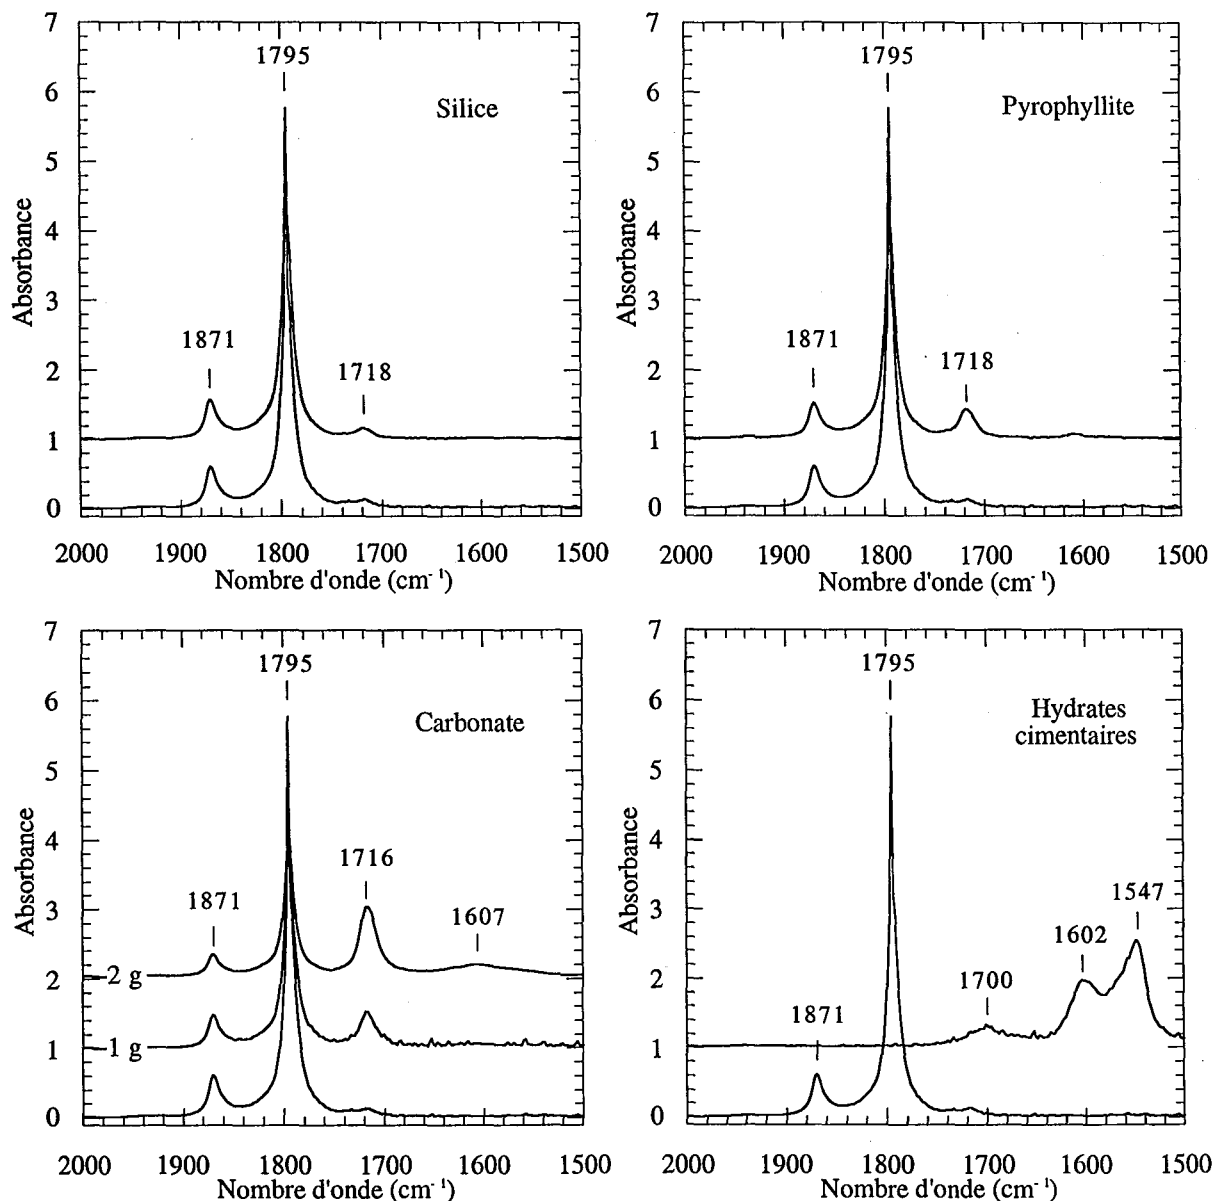 7
6
5
4
3
2
1
0
Absorbance
1795
Silice
1871
1718
2000 1900 1800 1700 1600 1500
Nombre d'onde (cm⁻¹)
7
6
5
4
3
2
1
0
Absorbance
1795
Pyrophyllite
1871
1718
2000 1900 1800 1700 1600 1500
Nombre d'onde (cm⁻¹)
7
6
5
4
3
2
1
0
Absorbance
1795
Carbonate
1716
1871
1607
2 g
1 g
2000 1900 1800 1700 1600 1500
Nombre d'onde (cm⁻¹)
7
6
5
4
3
2
1
0
Absorbance
1795
Hydrates
cimentaires
1547
1602
1700
1871
2000 1900 1800 1700 1600 1500
Nombre d'onde (cm⁻¹)